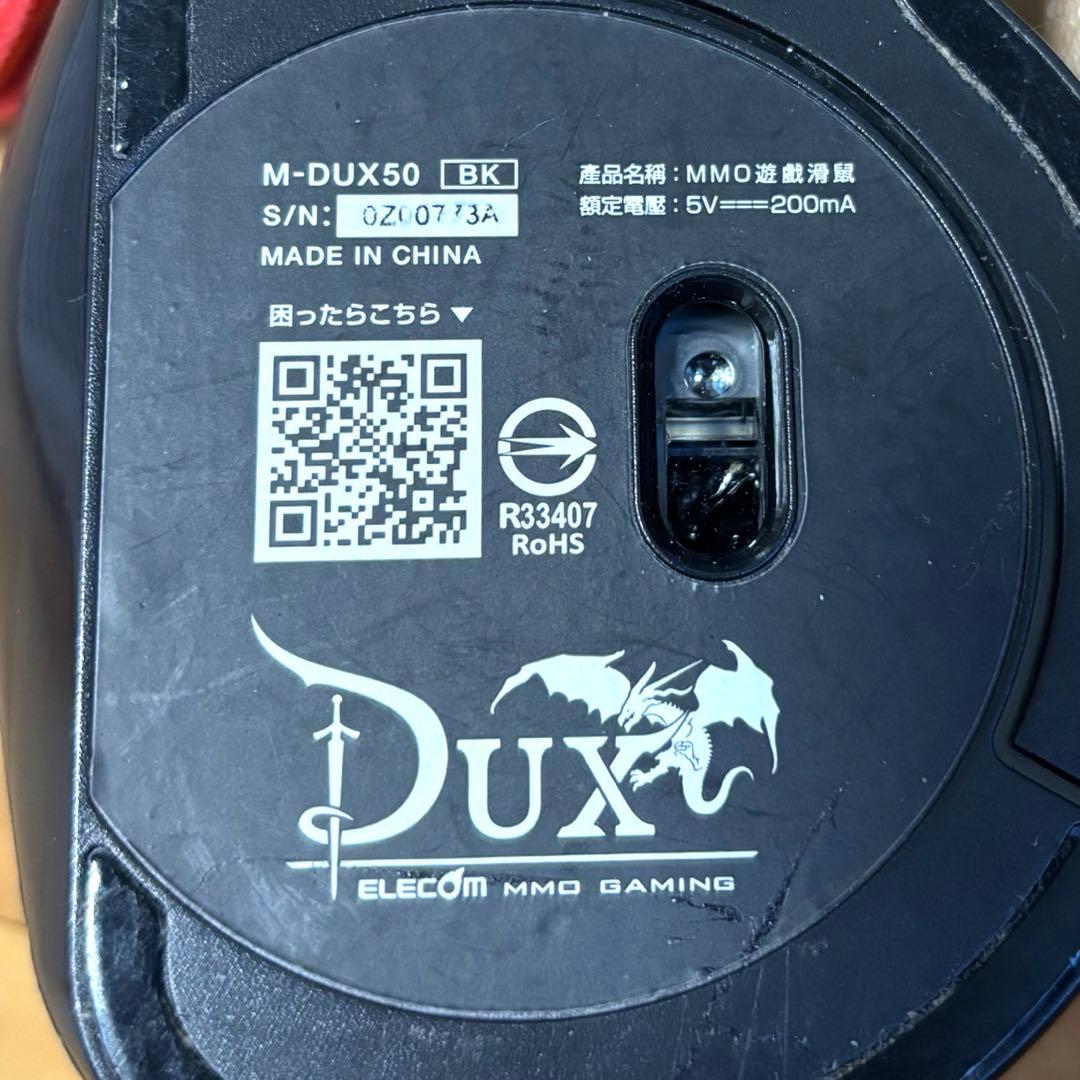 M-DUX50 BK
S/N: 0Z00773A
MADE IN CHINA
產品名稱：MMO遊戲滑鼠
額定電壓：5V⎓200mA
困ったらこちら▼
R33407
RoHS
DUX
ELECOM MMO GAMING